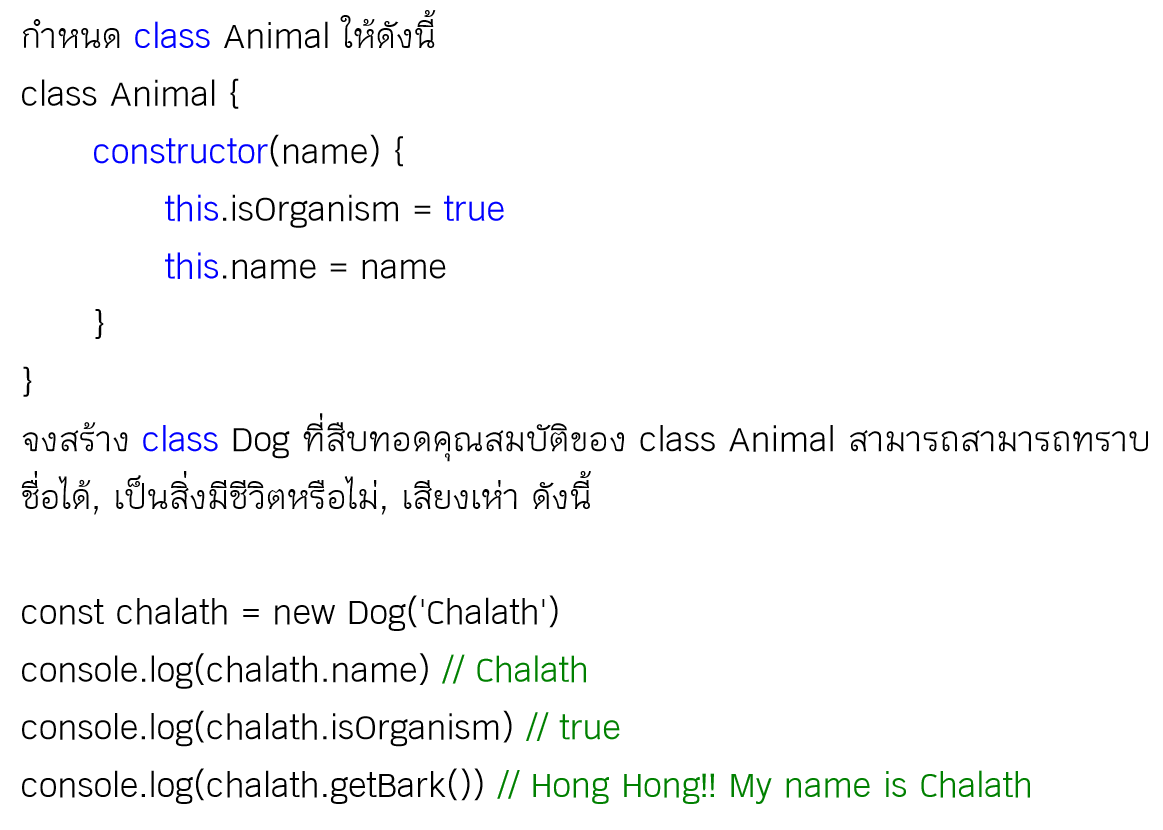 กำหนด class Animal ให้ดังนี้
class Animal {
constructor(name) {
this.isOrganism = true
this.name = name
}
}
จงสร้าง class Dog ที่สืบทอดคุณสมบัติของ class Animal สามารถสามารถทราบ
ชื่อได้, เป็นสิ่งมีชีวิตหรือไม่, เสียงเห่า ดังนี้
const chalath = new Dog('Chalath')
console.log(chalath.name) // Chalath
console.log(chalath.isOrganism) // true
console.log(chalath.getBark()) // Hong Hong!! My name is Chalath